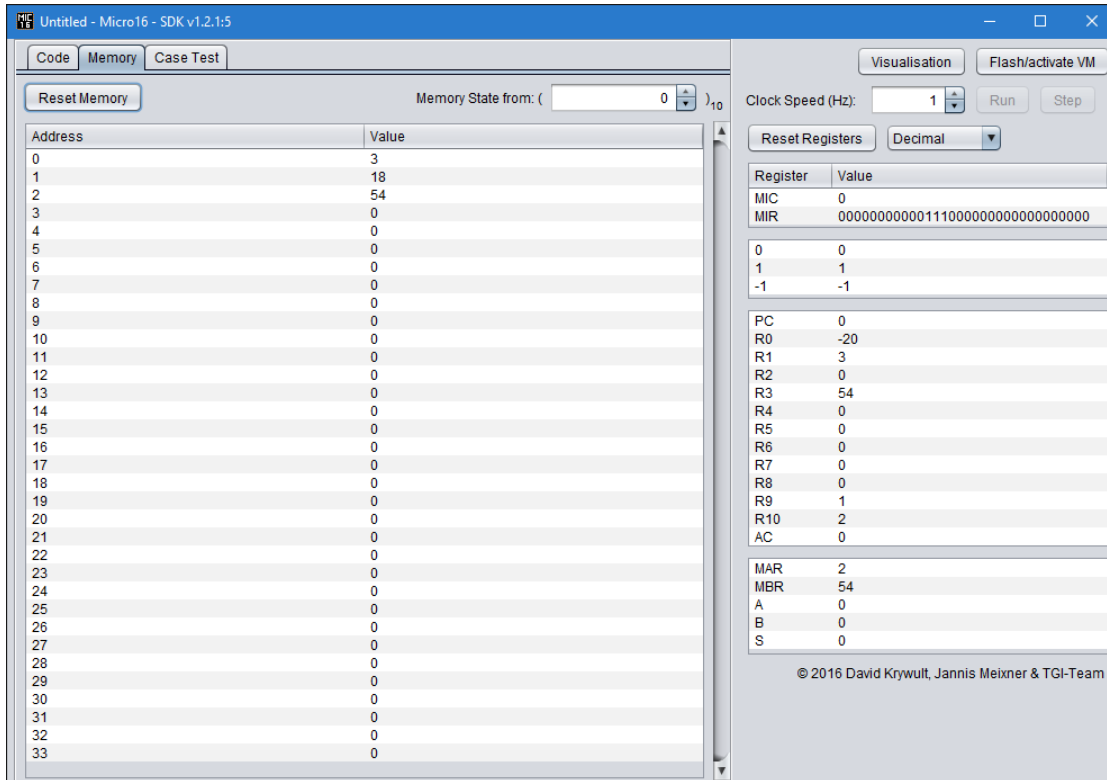 MIC 16 Untitled - Micro16 - SDK v1.2.1:5
Code Memory Case Test
Reset Memory Memory State from: ( 0 )10
Address Value
0 3
1 18
2 54
3 0
4 0
5 0
6 0
7 0
8 0
9 0
10 0
11 0
12 0
13 0
14 0
15 0
16 0
17 0
18 0
19 0
20 0
21 0
22 0
23 0
24 0
25 0
26 0
27 0
28 0
29 0
30 0
31 0
32 0
33 0
Visualisation Flash/activate VM
Clock Speed (Hz): 1 Run Step
Reset Registers Decimal
Register Value
MIC 0
MIR 00000000000111000000000000000000
0 0
1 1
-1 -1
PC 0
R0 -20
R1 3
R2 0
R3 54
R4 0
R5 0
R6 0
R7 0
R8 0
R9 1
R10 2
AC 0
MAR 2
MBR 54
A 0
B 0
S 0
© 2016 David Krywult, Jannis Meixner & TGI-Team